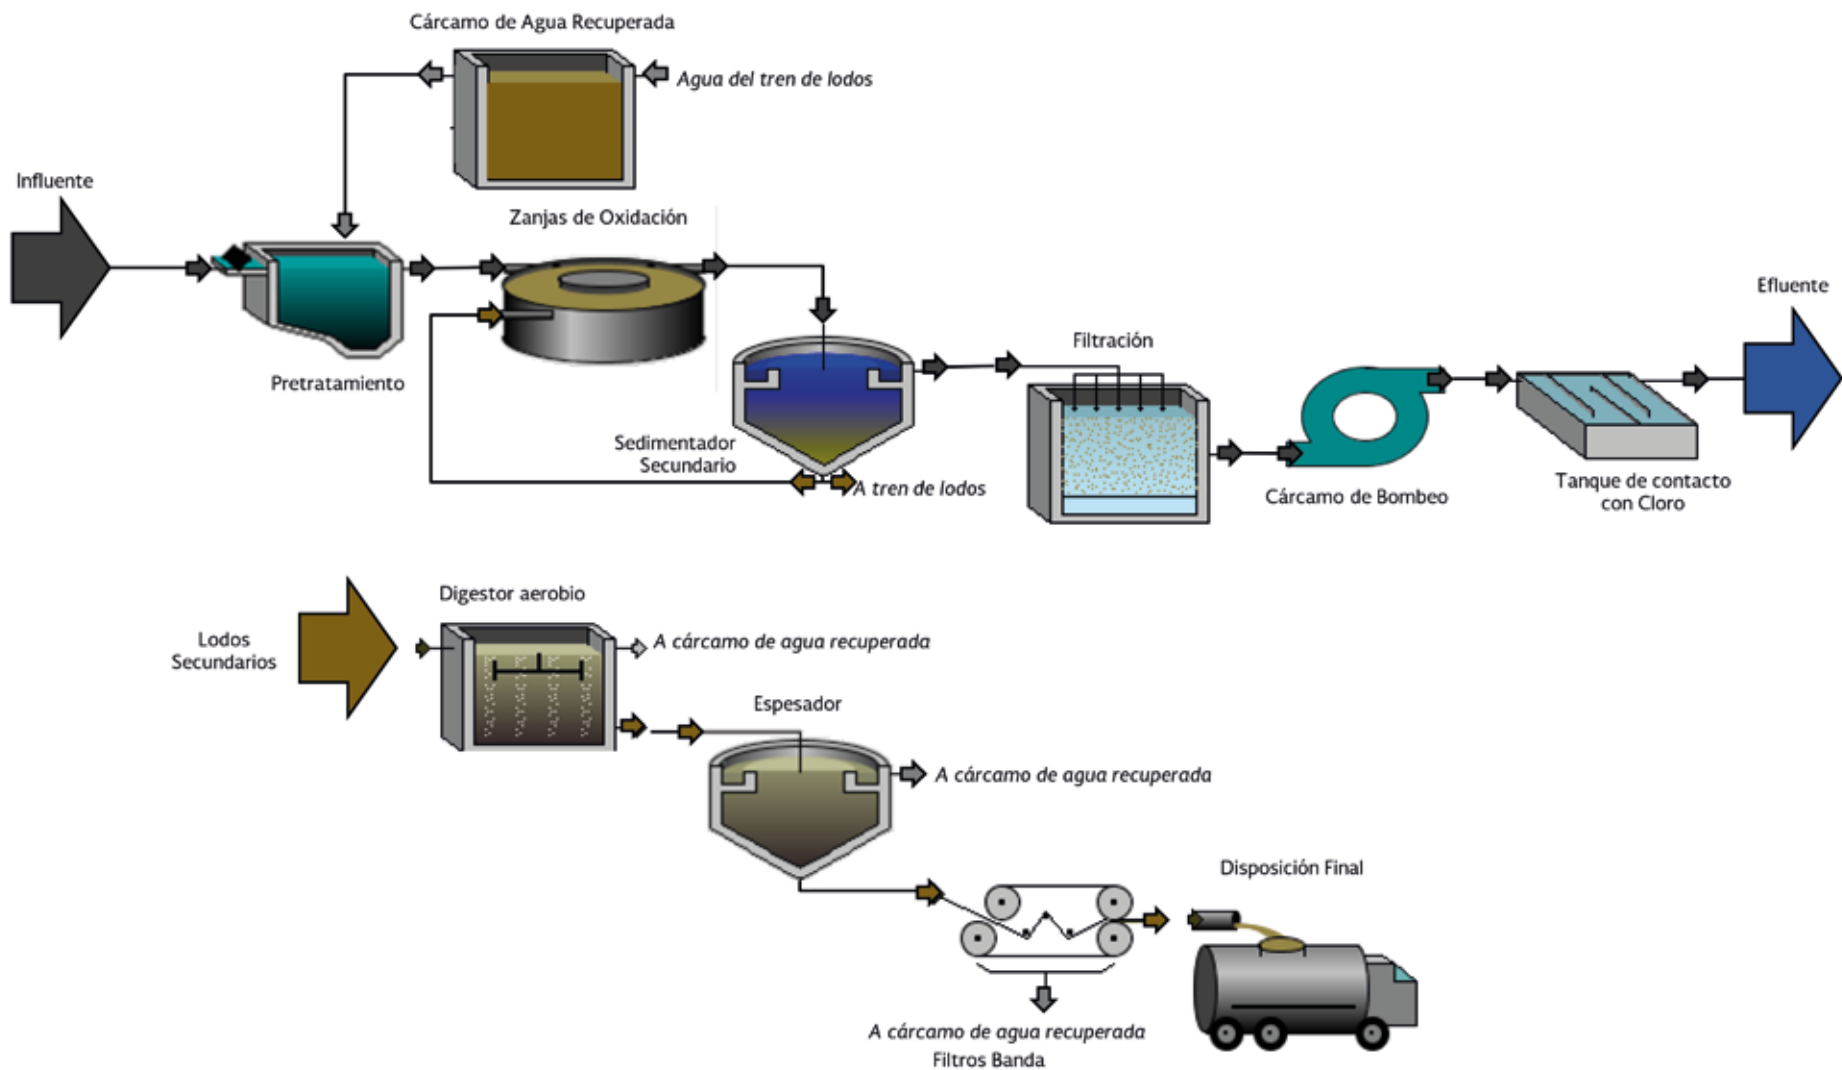 Cárcamo de Agua Recuperada
Agua del tren de lodos
Influente
Zanjas de Oxidación
Efluente
Filtración
Pretratamiento
Sedimentador
Secundario
A tren de lodos
Cárcamo de Bombeo
Tanque de contacto
con Cloro
Digestor aerobio
Lodos
Secundarios
A cárcamo de agua recuperada
Espesador
A cárcamo de agua recuperada
Disposición Final
A cárcamo de agua recuperada
Filtros Banda